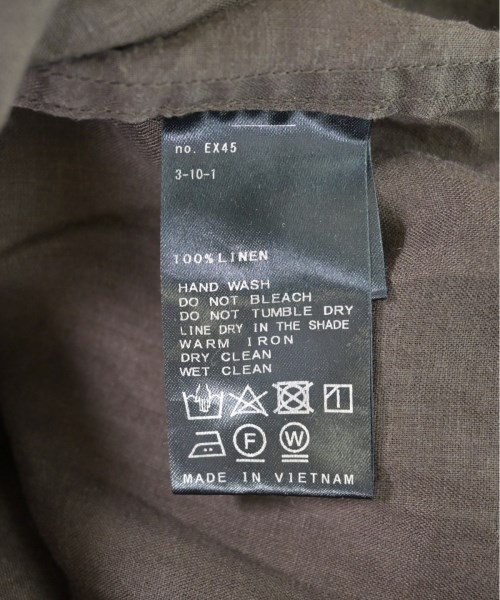 no. EX45
3-10-1
100% LINEN
HAND WASH
DO NOT BLEACH
DO NOT TUMBLE DRY
LINE DRY IN THE SHADE
WARM IRON
DRY CLEAN
WET CLEAN
F W
MADE IN VIETNAM